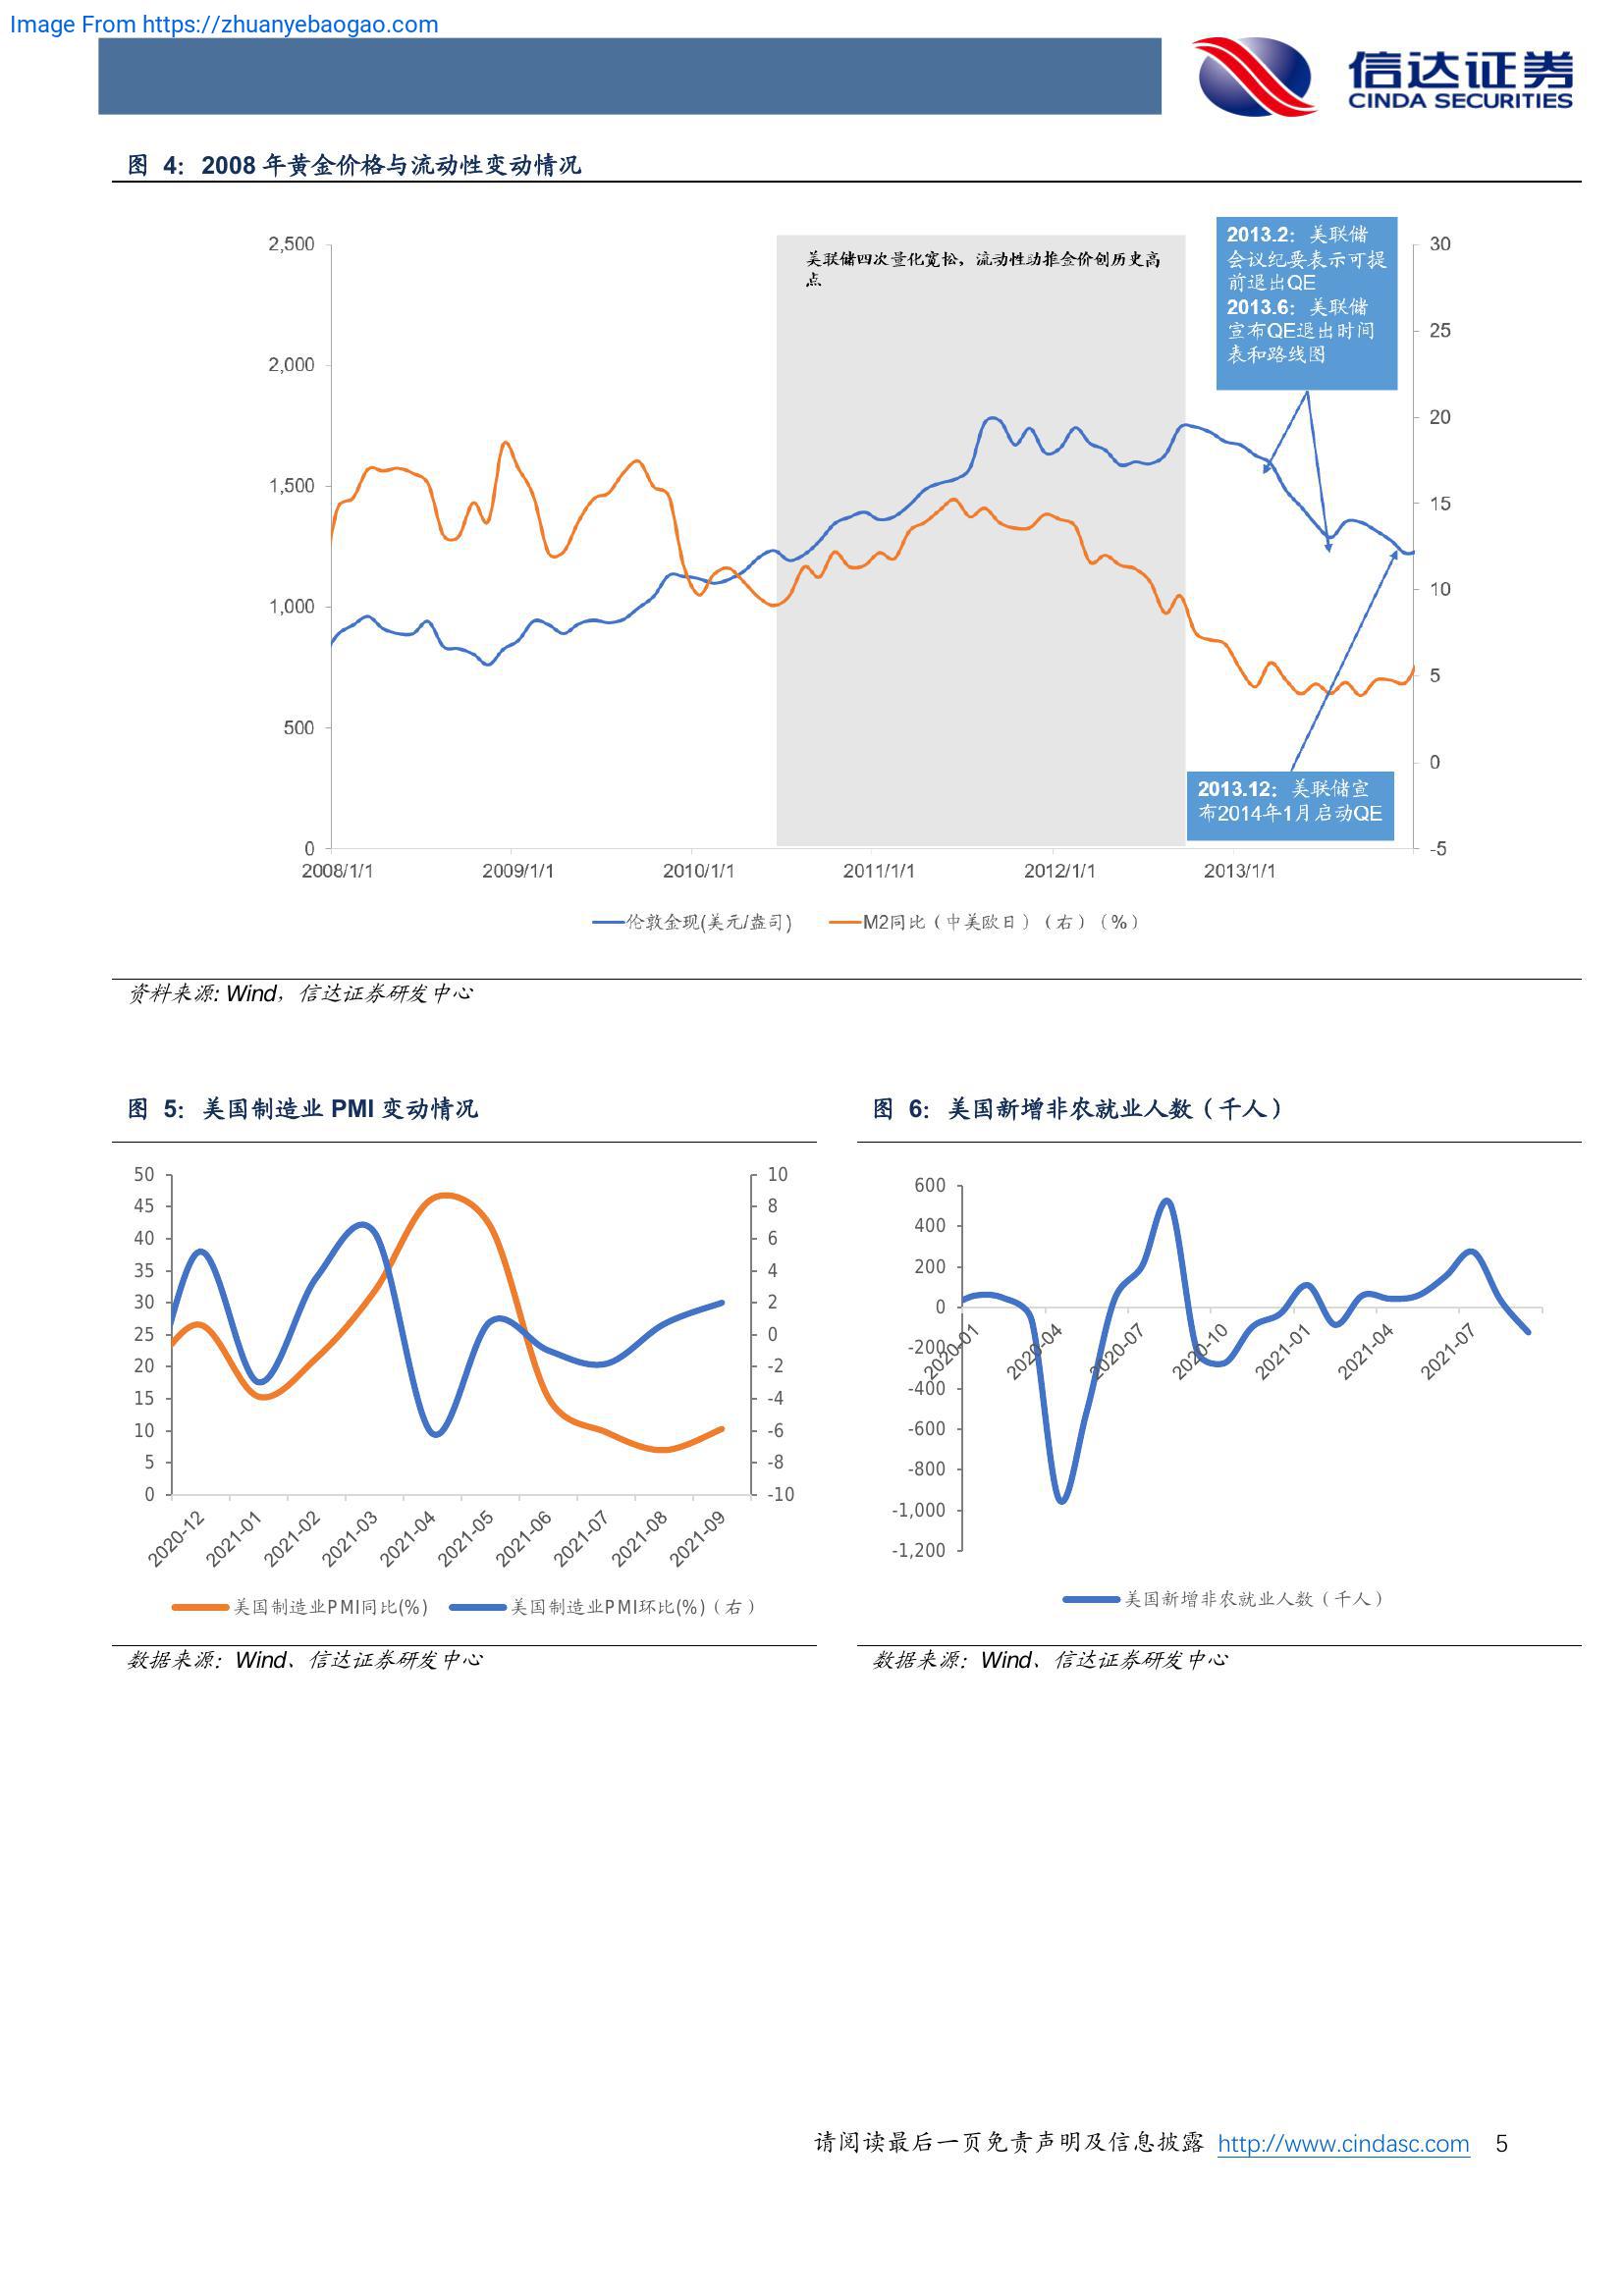 Image From https://zhuanyebaogao.com
信达证券
CINDA SECURITIES
图 4：2008 年黄金价格与流动性变动情况
2,500
2,000
1,500
1,000
500
0
30
25
20
15
10
5
0
-5
美联储四次量化宽松，流动性动推金价创历史高
点
2013.2：美联储
会议纪要表示可提
前退出QE
2013.6：美联储
宣布QE退出时间
表和路线图
2013.12：美联储宣
布2014年1月启动QE
2008/1/1 2009/1/1 2010/1/1 2011/1/1 2012/1/1 2013/1/1
伦敦金现(美元/盎司) M2同比（中美欧日）（右）（%）
资料来源: Wind，信达证券研发中心
图 5：美国制造业 PMI 变动情况
50
45
40
35
30
25
20
15
10
5
0
10
8
6
4
2
0
-2
-4
-6
-8
-10
2020-12 2021-01 2021-02 2021-03 2021-04 2021-05 2021-06 2021-07 2021-08 2021-09
美国制造业PMI同比(%) 美国制造业PMI环比(%)（右）
数据来源：Wind、信达证券研发中心
图 6：美国新增非农就业人数（千人）
600
400
200
0
-200
-400
-600
-800
-1,000
-1,200
2020-01 2020-04 2020-07 2020-10 2021-01 2021-04 2021-07
美国新增非农就业人数（千人）
数据来源：Wind、信达证券研发中心
请阅读最后一页免责声明及信息披露 http://www.cindasc.com 5